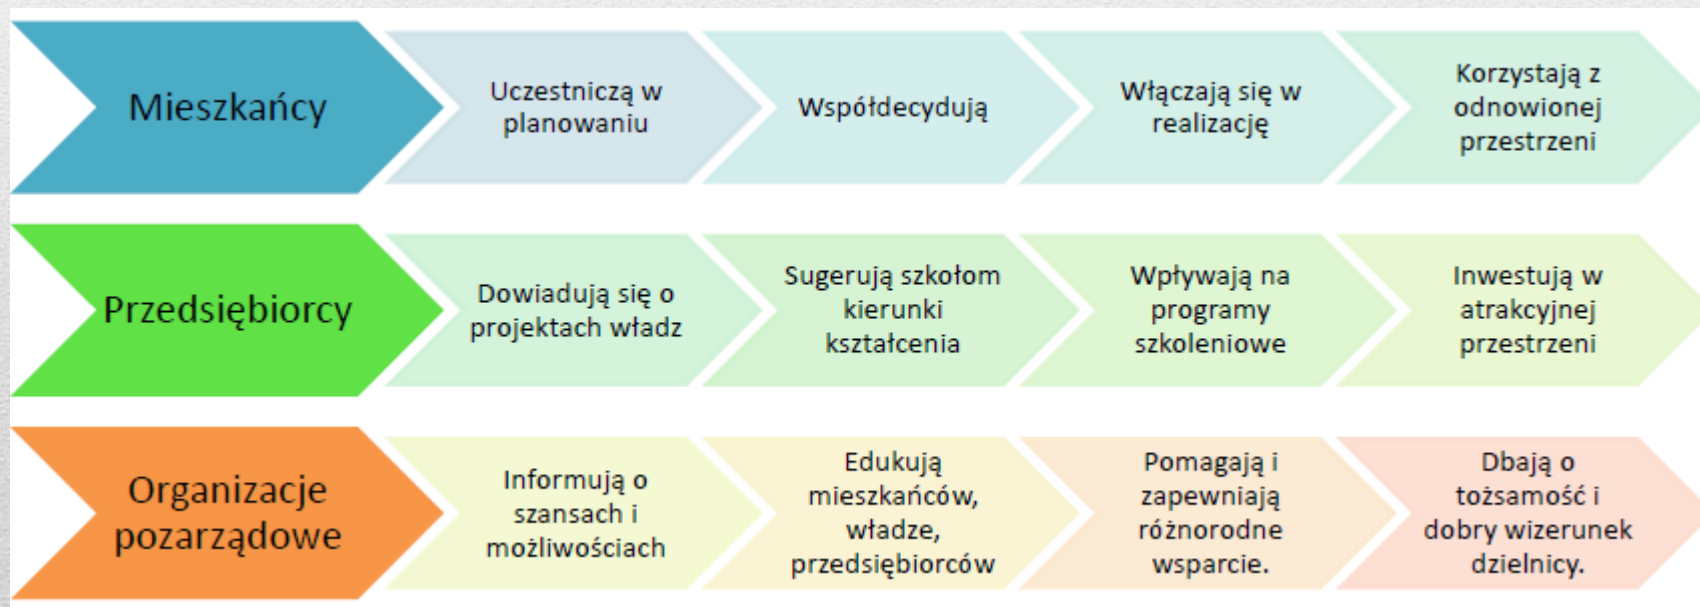 Mieszkańcy
Uczestniczą w
planowaniu
Współdecydują
Włączają się w
realizację
Korzystają z
odnowionej
przestrzeni
Przedsiębiorcy
Dowiadują się o
projektach władz
Sugerują szkołom
kierunki
kształcenia
Wpływają na
programy
szkoleniowe
Inwestują w
atrakcyjnej
przestrzeni
Organizacje
pozarządowe
Informują o
szansach i
możliwościach
Edukują
mieszkańców,
władze,
przedsiębiorców
Pomagają i
zapewniają
różnorodne
wsparcie.
Dbają o
tożsamość i
dobry wizerunek
dzielnicy.